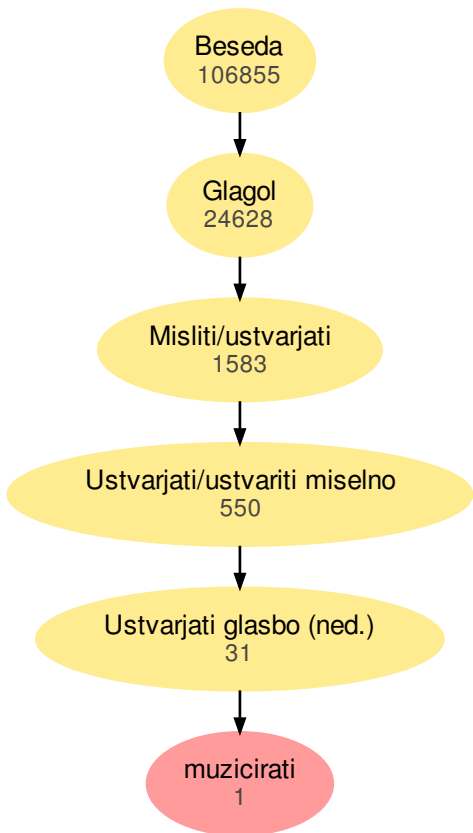 Beseda
106855
Glagol
24628
Misliti/ustvarjati
1583
Ustvarjati/ustvariti miselno
550
Ustvarjati glasbo (ned.)
31
muzicirati
1